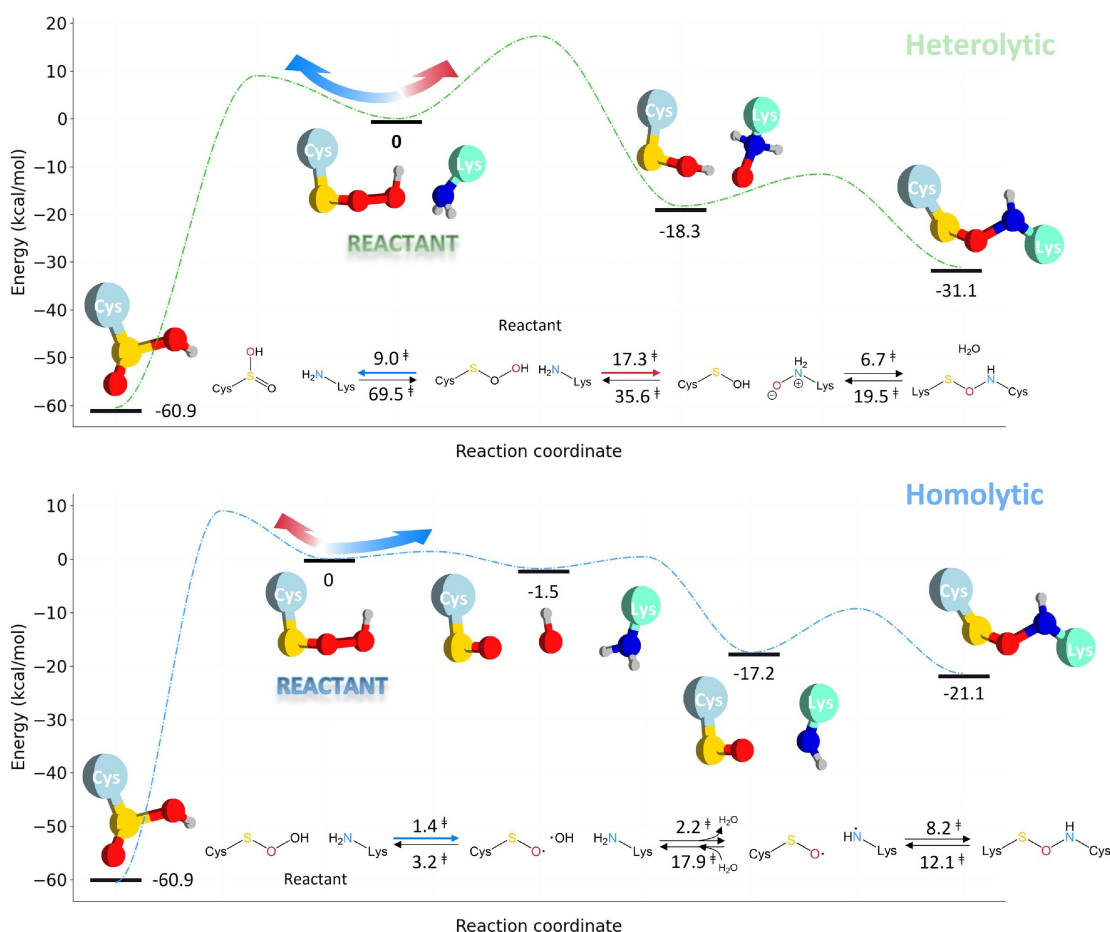 Heterolytic
20
10
0
−10
−20
−30
−40
−50
−60
Energy (kcal/mol)
0
Cys
Lys
REACTANT
Cys
Lys
-18.3
Cys
Lys
-31.1
Cys
-60.9
Reactant
OH
S
O
Cys
H₂N
Lys
9.0 ‡
69.5 ‡
S
O
OH
Cys
H₂N
Lys
17.3 ‡
35.6 ‡
S
OH
Cys
O
⊖
NH₂
⊕
Lys
6.7 ‡
19.5 ‡
H₂O
Lys
S
O
H
N
Cys
Reaction coordinate
Homolytic
10
0
−10
−20
−30
−40
−50
−60
Energy (kcal/mol)
0
Cys
REACTANT
-1.5
Cys
Lys
-17.2
Cys
Lys
-21.1
Cys
Lys
Cys
-60.9
Cys
S
O
OH
H₂N
Lys
Reactant
1.4 ‡
3.2 ‡
Cys
S
O·
·OH
H₂N
Lys
2.2 ‡
H₂O
17.9 ‡
H₂O
Cys
S
O·
HṄ
Lys
8.2 ‡
12.1 ‡
Lys
S
O
H
N
Cys
Reaction coordinate